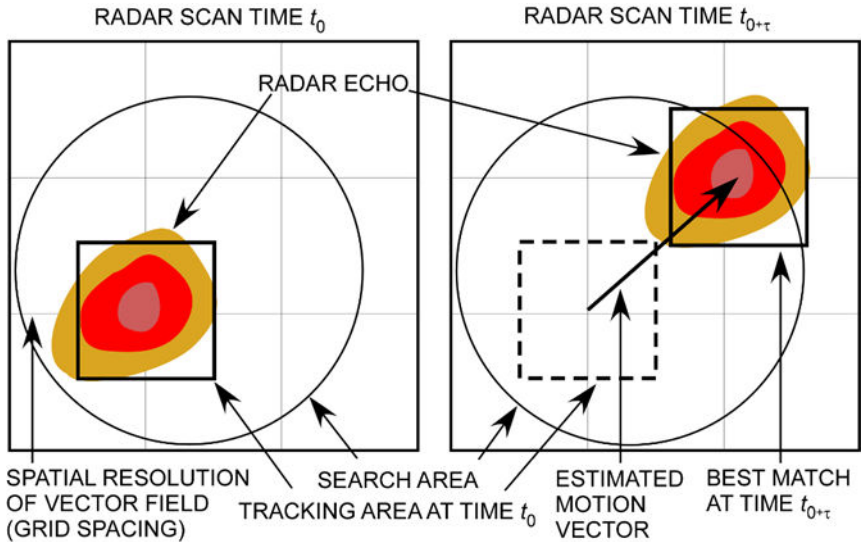 RADAR SCAN TIME t₀
RADAR SCAN TIME t₀₊τ
RADAR ECHO
SPATIAL RESOLUTION
OF VECTOR FIELD
(GRID SPACING)
SEARCH AREA
TRACKING AREA AT TIME t₀
ESTIMATED
MOTION
VECTOR
BEST MATCH
AT TIME t₀₊τ